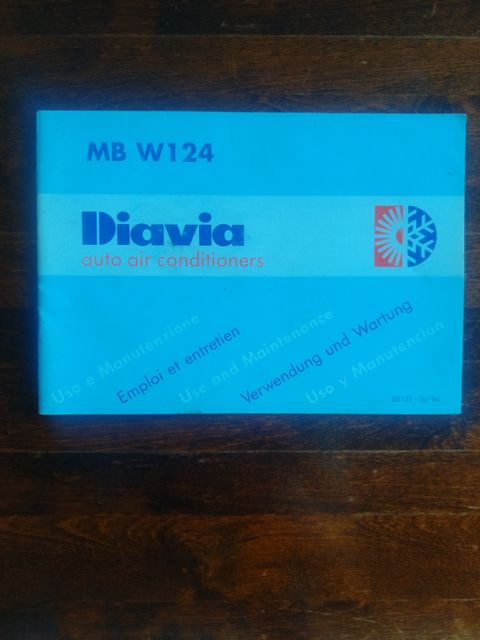 MB W124
Diavia
auto air conditioners
Uso e Manutenzione
Emploi et entretien
Use and Maintenance
Verwendung und Wartung
Uso y Manutencion